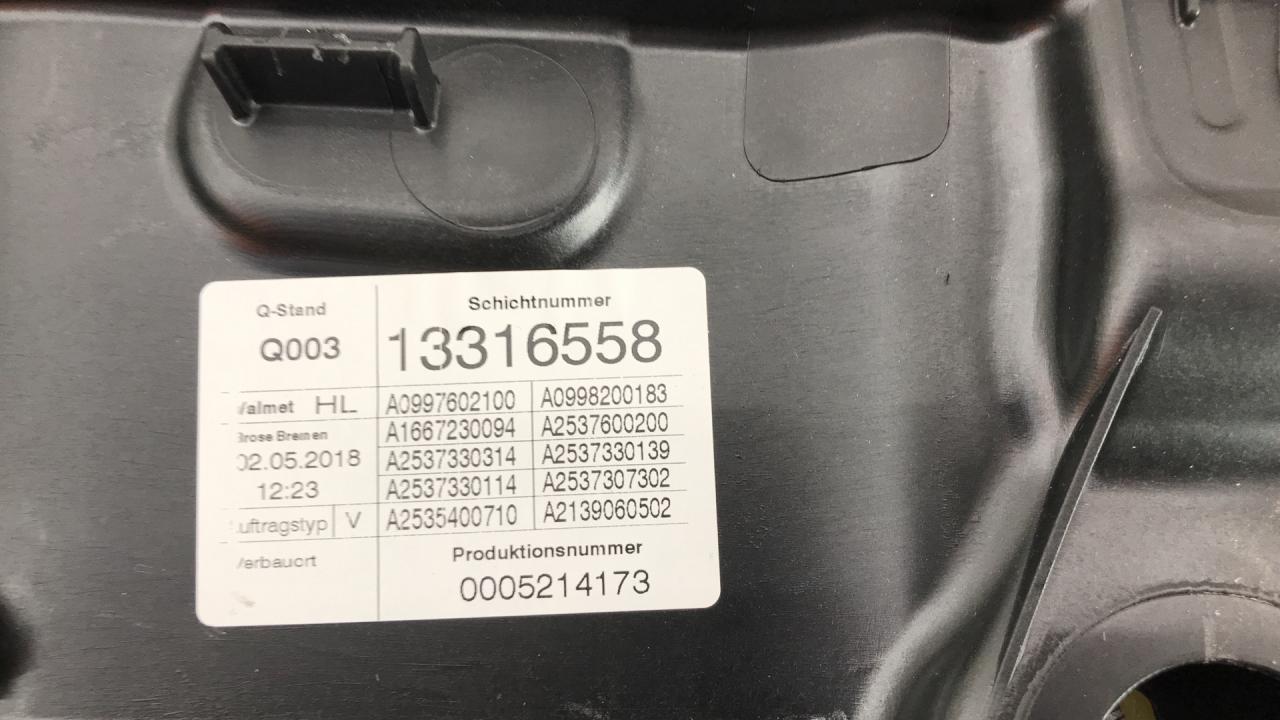 Q-Stand
Q003
Schichtnummer
13316558
Valmet HL
A0997602100 A0998200183
Brose Bremen
A1667230094 A2537600200
02.05.2018
A2537330314 A2537330139
12:23
A2537330114 A2537307302
uftragstyp V
A2535400710 A2139060502
Verbauort
Produktionsnummer
0005214173